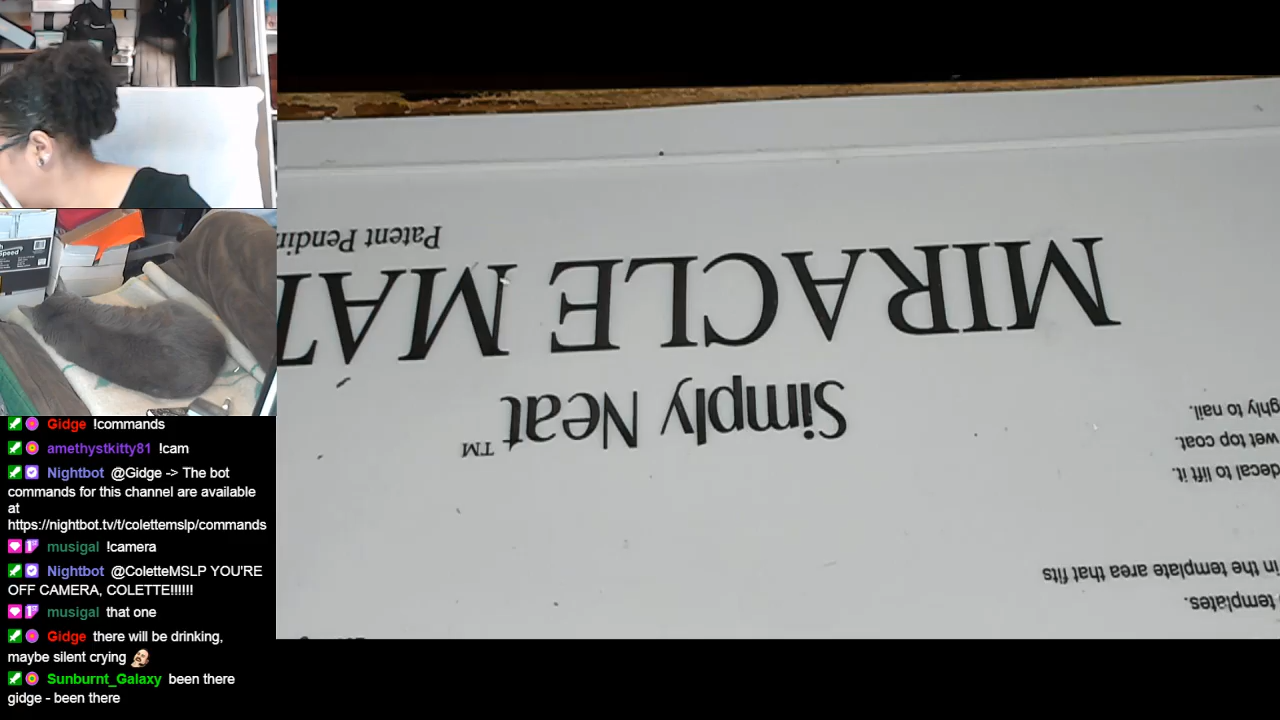 Gidge !commands
amethystkitty81 !cam
Nightbot @Gidge -> The bot
commands for this channel are available
at
https://nightbot.tv/t/colettemslp/commands
musigal !camera
Nightbot @ColetteMSLP YOU'RE
OFF CAMERA, COLETTE!!!!!!
musigal that one
Gidge there will be drinking,
maybe silent crying
Sunburnt_Galaxy been there
gidge - been there
templates.
in the template area that fits
decal to lift it.
wet top coat.
ghly to nail.
Simply Neat™
MIRACLE MAT
Patent Pendin